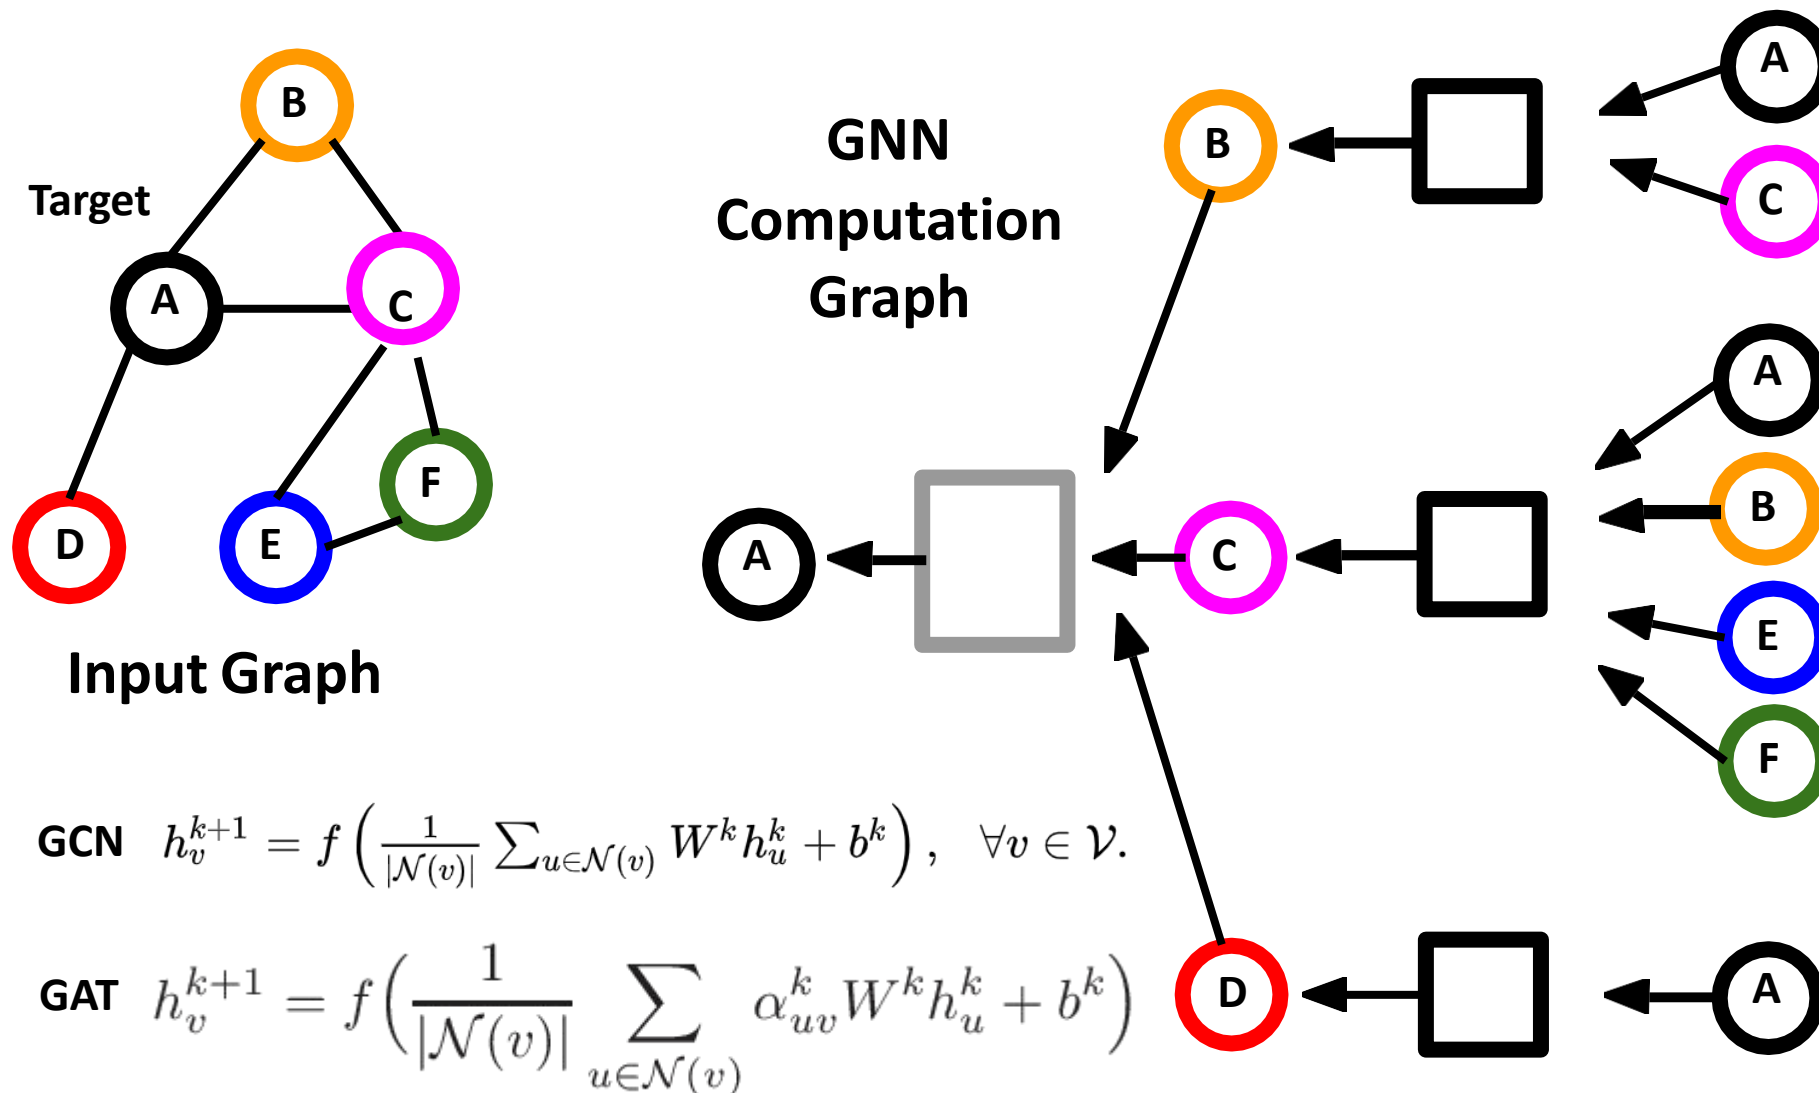 B
Target
A
C
F
D
E
Input Graph
GNN
Computation
Graph
B
A
C
A
C
A
B
E
F
D
A
GCN $h_v^{k+1} = f\left(\frac{1}{|\mathcal{N}(v)|} \sum_{u \in \mathcal{N}(v)} W^k h_u^k + b^k\right), \quad \forall v \in \mathcal{V}.$
GAT $h_v^{k+1} = f\left(\frac{1}{|\mathcal{N}(v)|} \sum_{u \in \mathcal{N}(v)} \alpha_{uv}^k W^k h_u^k + b^k\right)$